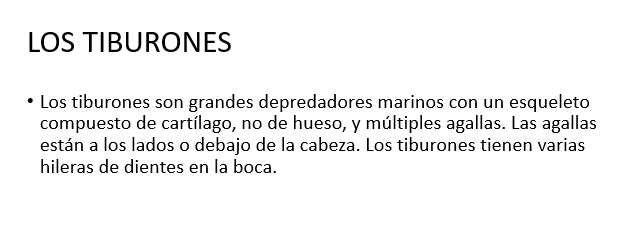 LOS TIBURONES
• Los tiburones son grandes depredadores marinos con un esqueleto
compuesto de cartílago, no de hueso, y múltiples agallas. Las agallas
están a los lados o debajo de la cabeza. Los tiburones tienen varias
hileras de dientes en la boca.